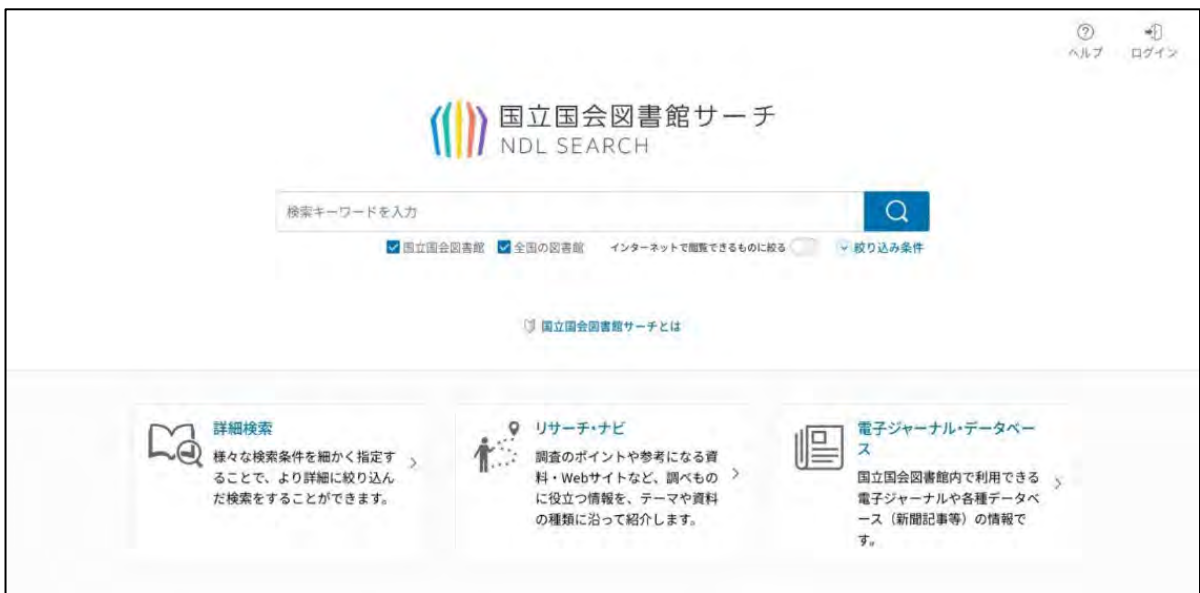 ヘルプ ログイン
国立国会図書館サーチ
NDL SEARCH
検索キーワードを入力
国立国会図書館 全国の図書館 インターネットで閲覧できるものに絞る 絞り込み条件
国立国会図書館サーチとは
詳細検索
様々な検索条件を細かく指定す
ることで、より詳細に絞り込ん
だ検索をすることができます。
リサーチ・ナビ
調査のポイントや参考になる資
料・Webサイトなど、調べもの
に役立つ情報を、テーマや資料
の種類に沿って紹介します。
電子ジャーナル・データベー
ス
国立国会図書館内で利用できる
電子ジャーナルや各種データベ
ース（新聞記事等）の情報で
す。